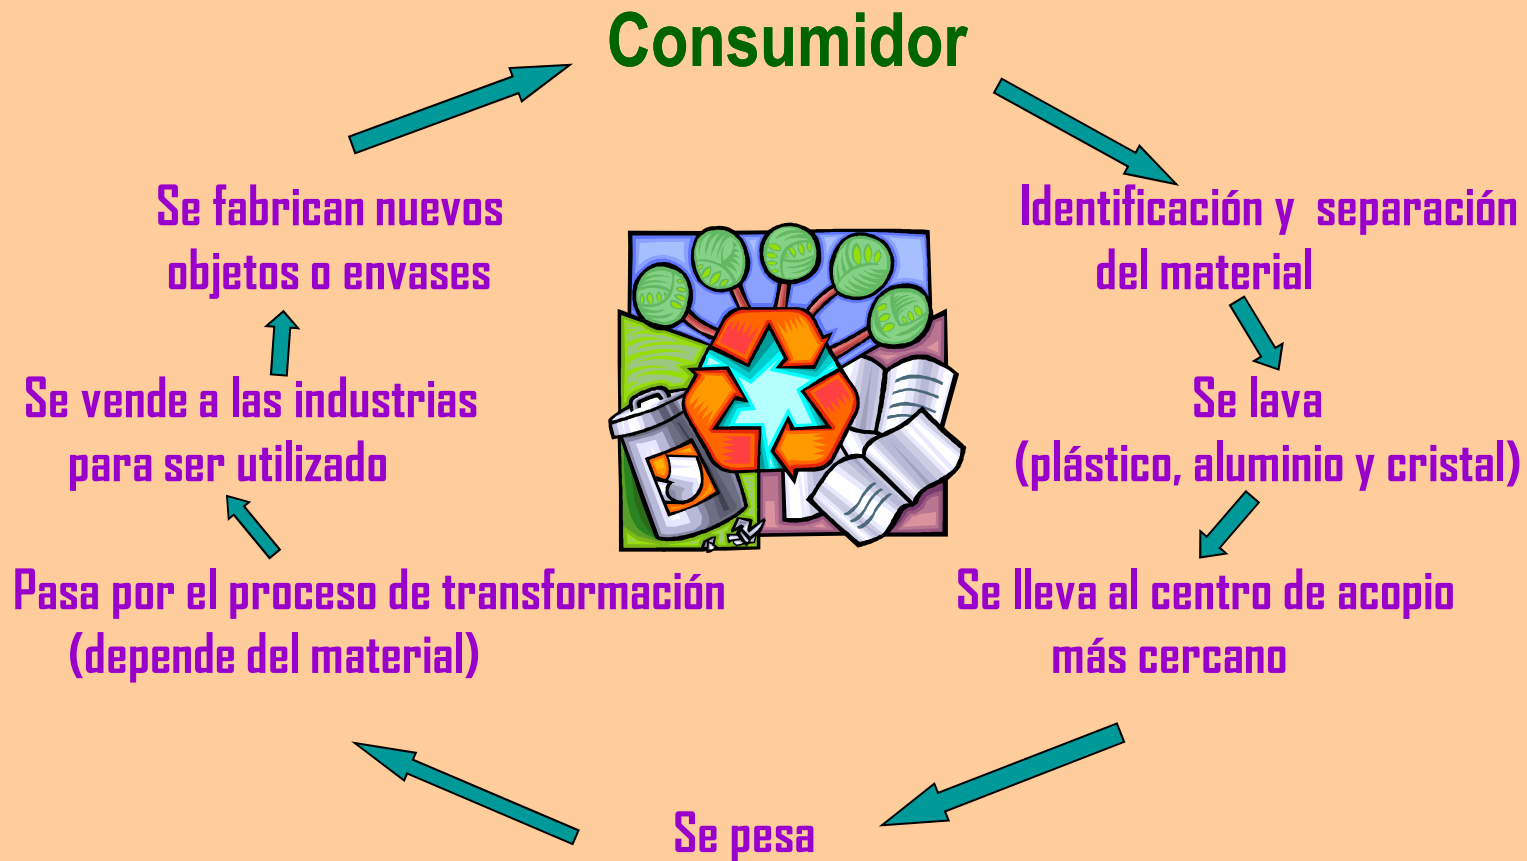 Consumidor
Identificación y  separación
del material
Se lava
(plástico, aluminio y cristal)
Se lleva al centro de acopio
más cercano
Se pesa
Pasa por el proceso de transformación
(depende del material)
Se vende a las industrias
para ser utilizado
Se fabrican nuevos
objetos o envases